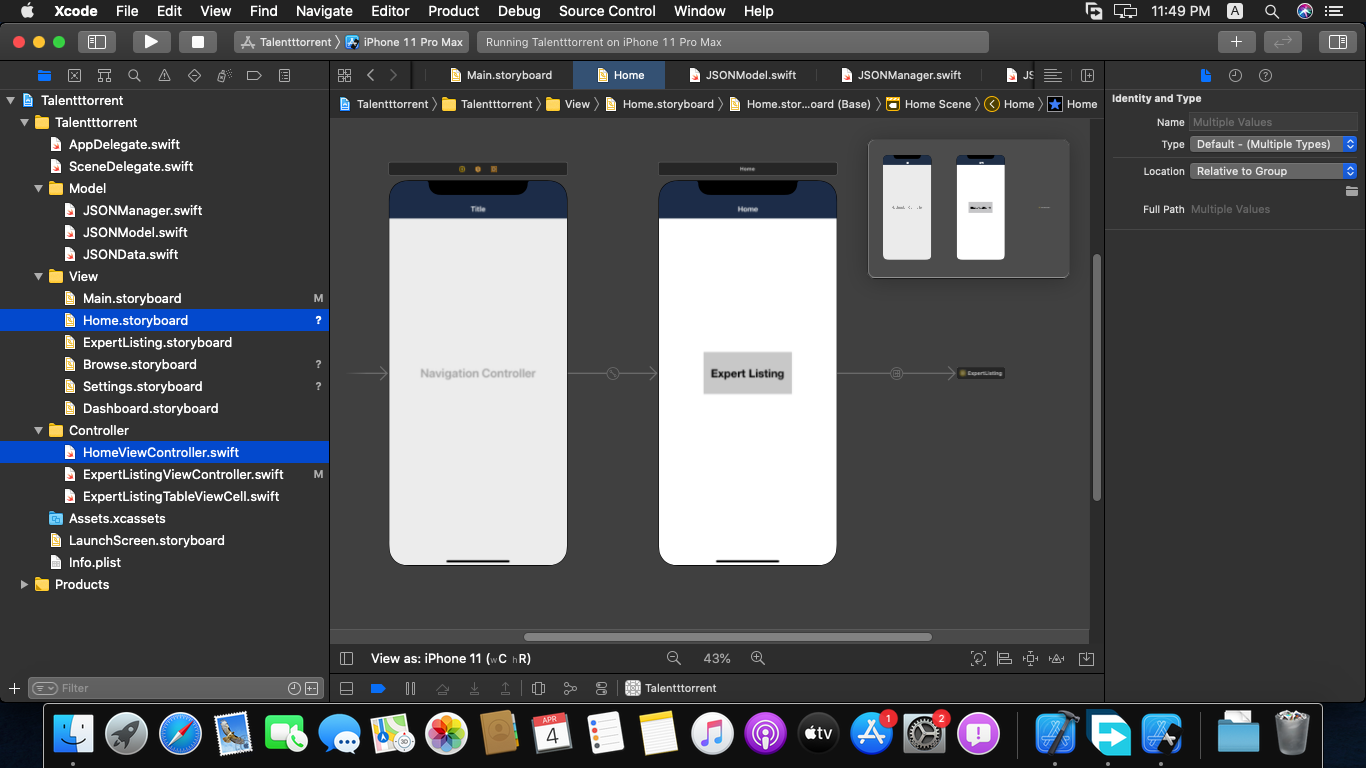 Xcode File Edit View Find Navigate Editor Product Debug Source Control Window Help 11:49 PM A
Talentttorrent iPhone 11 Pro Max Running Talentttorrent on iPhone 11 Pro Max
Main.storyboard Home JSONModel.swift JSONManager.swift JS
Talentttorrent Talentttorrent View Home.storyboard Home.stor...oard (Base) Home Scene Home Home
Talentttorrent
Talentttorrent
AppDelegate.swift
SceneDelegate.swift
Model
JSONManager.swift
JSONModel.swift
JSONData.swift
View
Main.storyboard M
Home.storyboard ?
ExpertListing.storyboard
Browse.storyboard ?
Settings.storyboard ?
Dashboard.storyboard
Controller
HomeViewController.swift
ExpertListingViewController.swift M
ExpertListingTableViewCell.swift
Assets.xcassets
LaunchScreen.storyboard
Info.plist
Products
Filter
Title
Navigation Controller
Home
Home
Expert Listing
ExpertListing
View as: iPhone 11 (wC hR) 43%
Talentttorrent
Identity and Type
Name Multiple Values
Type Default - (Multiple Types)
Location Relative to Group
Full Path Multiple Values
APR
4
3D
tv
1
2